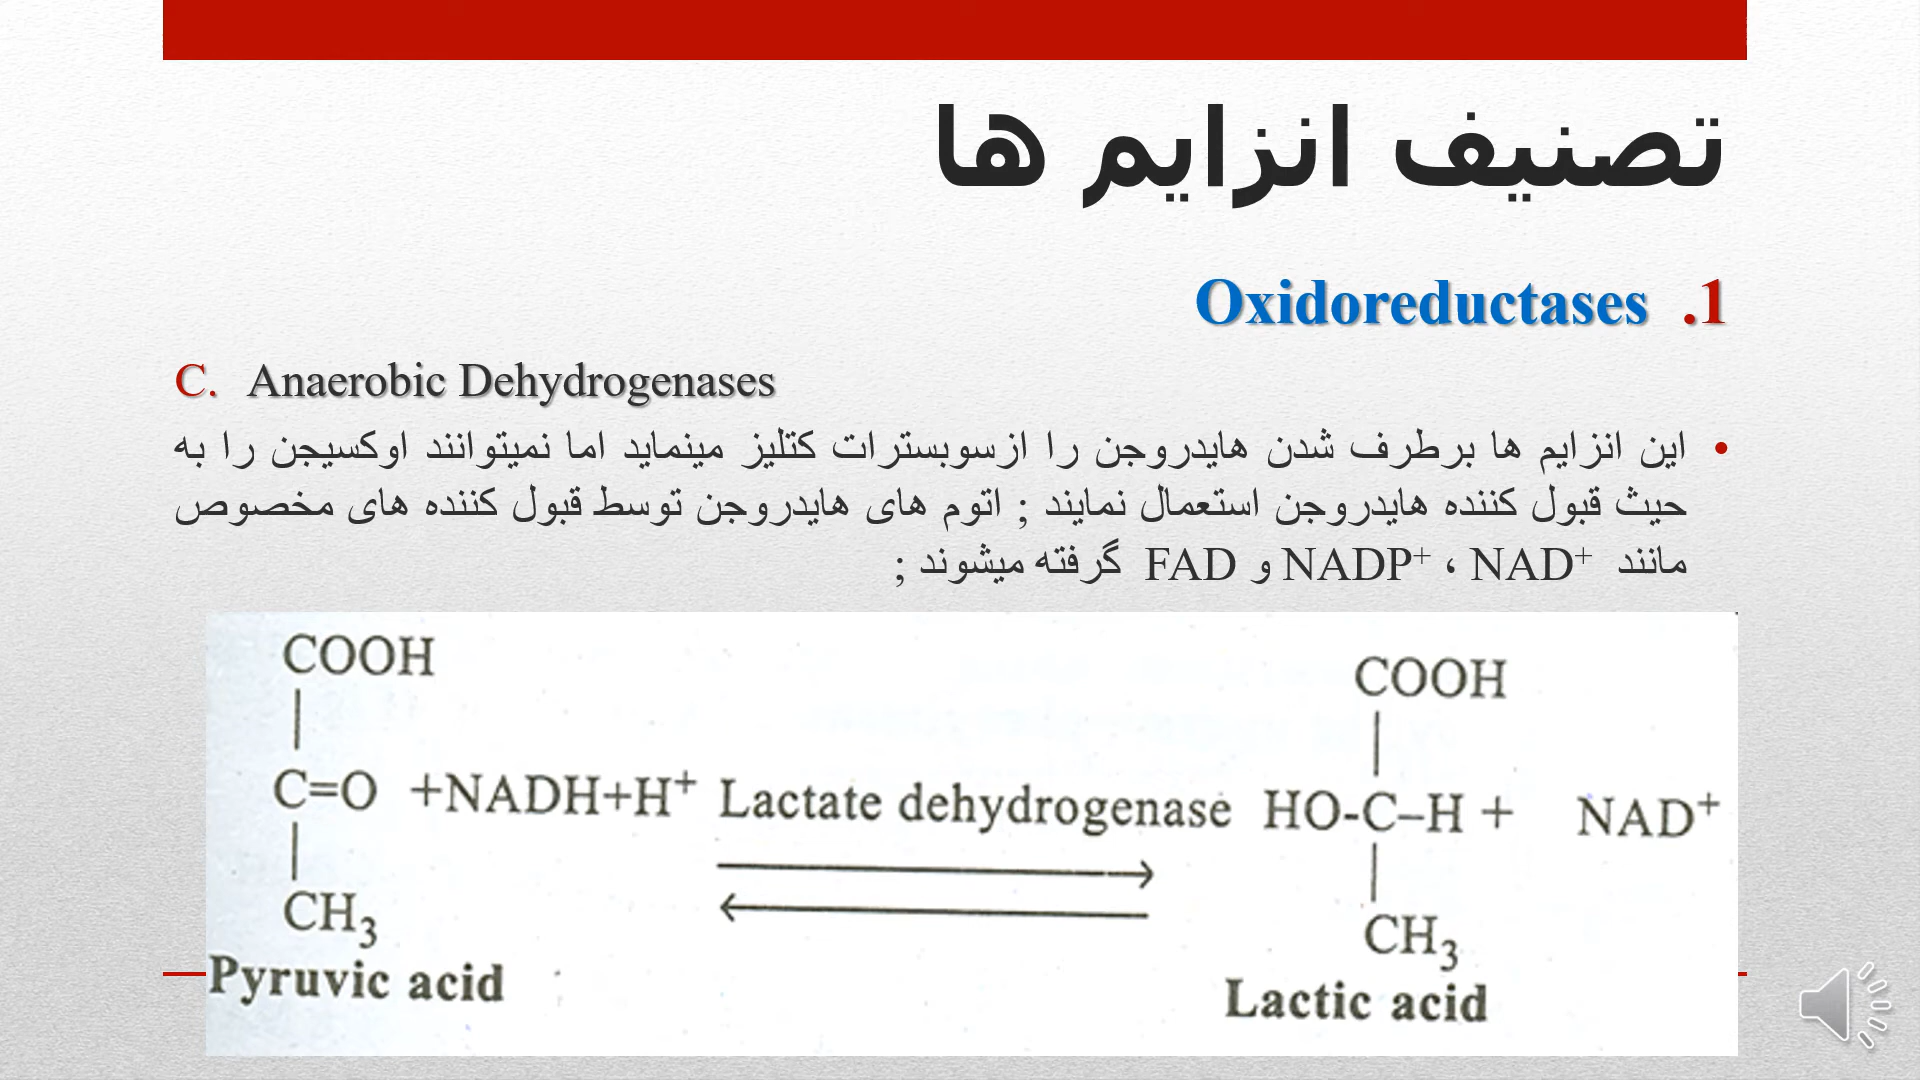 تصنیف انزایم ها
1. Oxidoreductases
C. Anaerobic Dehydrogenases
• این انزایم ها برطرف شدن هایدروجن را ازسوبسترات کتلیز مینماید اما نمیتوانند اوکسیجن را به
حیث قبول کننده هایدروجن استعمال نمایند ; اتوم های هایدروجن توسط قبول کننده های مخصوص
مانند NAD⁺ ، NADP⁺ و FAD گرفته میشوند ;
COOH
COOH
C=O +NADH+H⁺ Lactate dehydrogenase HO-C–H + NAD⁺
CH₃
CH₃
Pyruvic acid
Lactic acid